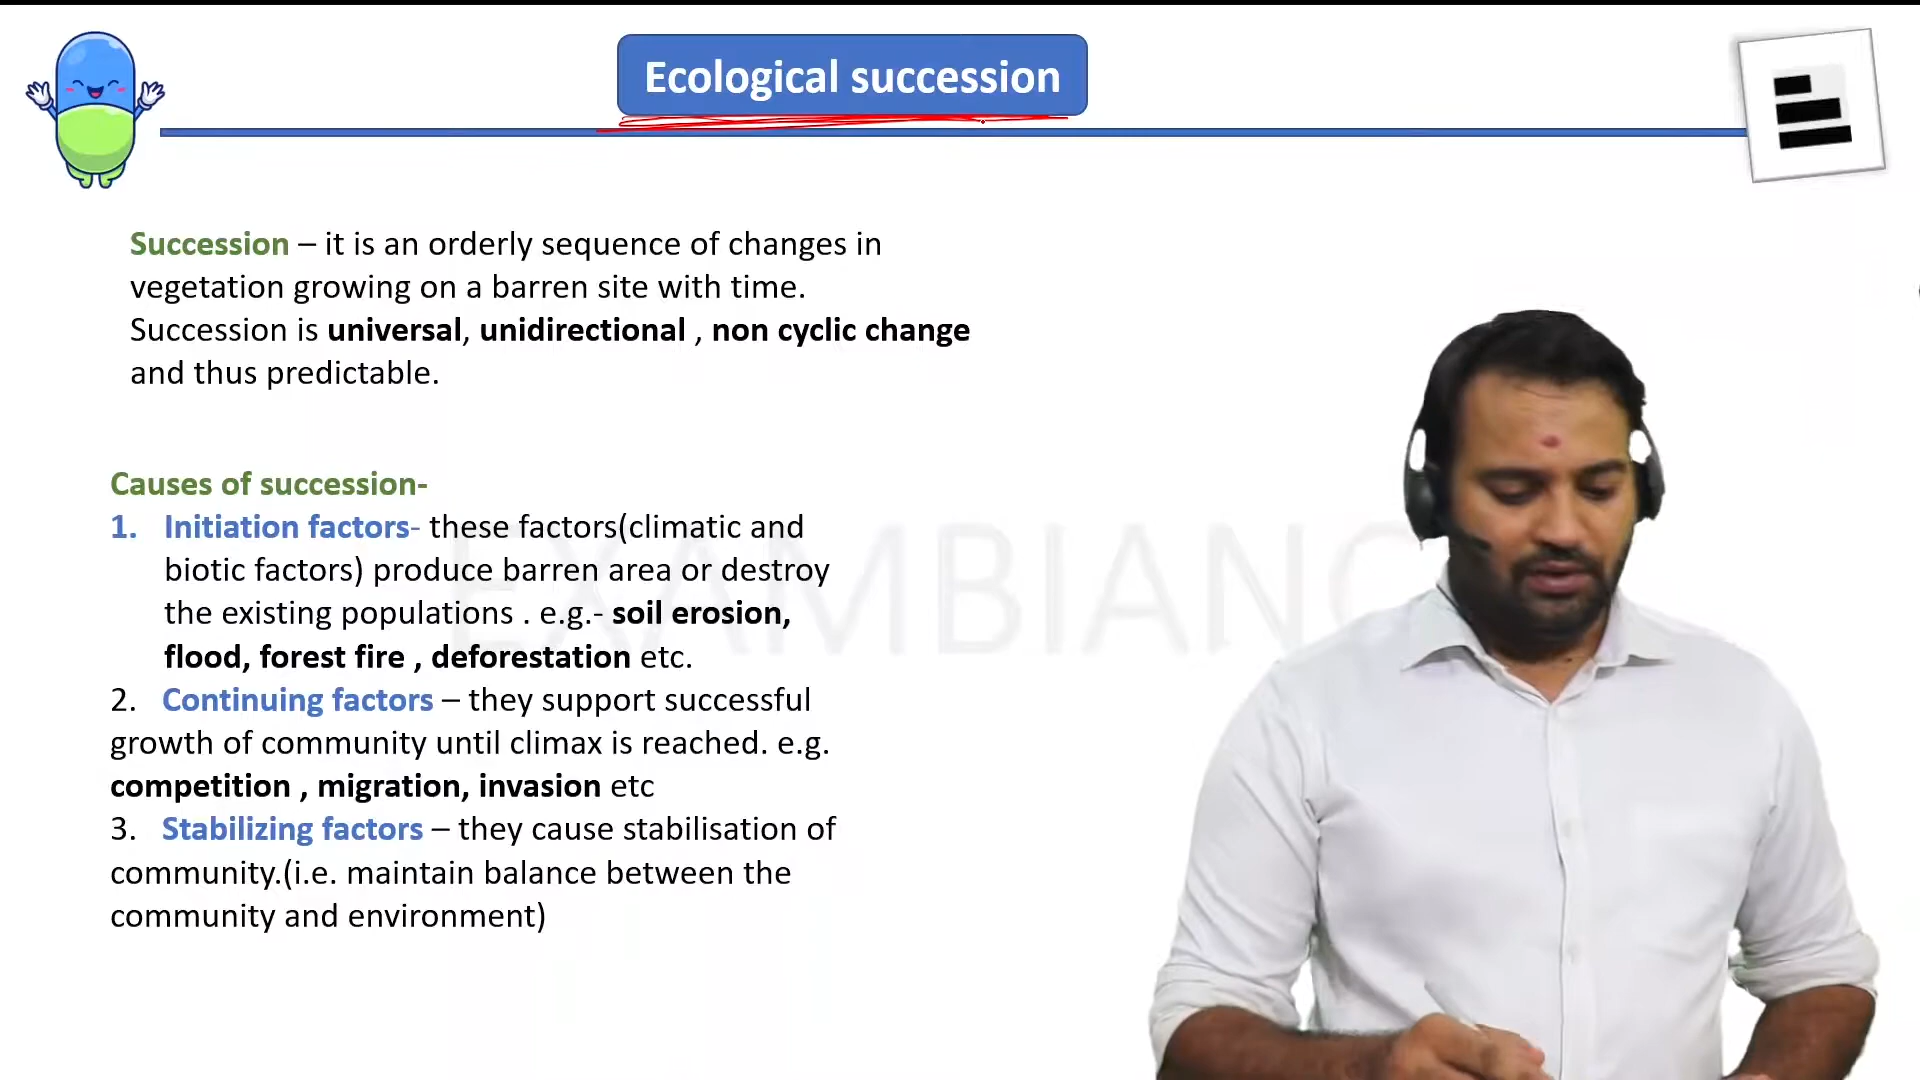 Ecological succession
Succession – it is an orderly sequence of changes in
vegetation growing on a barren site with time.
Succession is universal, unidirectional , non cyclic change
and thus predictable.
Causes of succession-
1. Initiation factors- these factors(climatic and
biotic factors) produce barren area or destroy
the existing populations . e.g.- soil erosion,
flood, forest fire , deforestation etc.
2. Continuing factors – they support successful
growth of community until climax is reached. e.g.
competition , migration, invasion etc
3. Stabilizing factors – they cause stabilisation of
community.(i.e. maintain balance between the
community and environment)